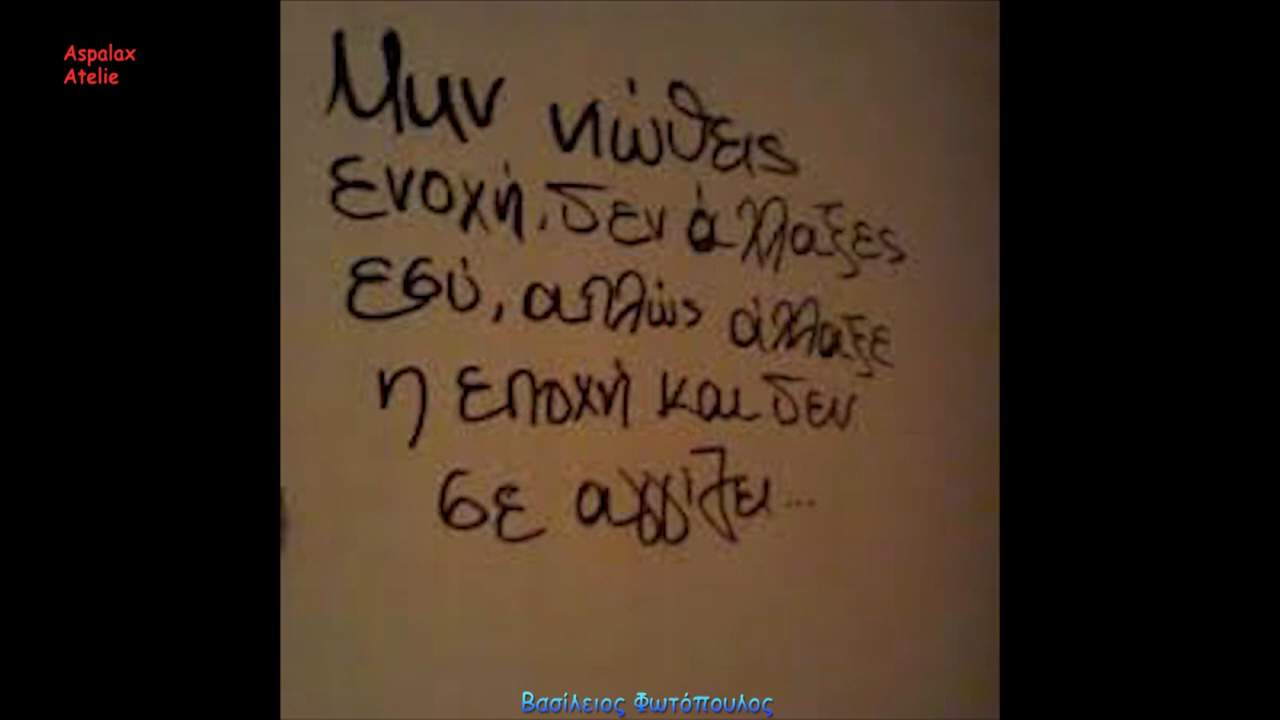 Aspalax
Atelie
Μην νιώθεις
ενοχή. δεν άλλαξες
εσύ, απλώς άλλαξε
η εποχή και δεν
σε αγγίζει...
Βασίλειος Φωτόπουλος